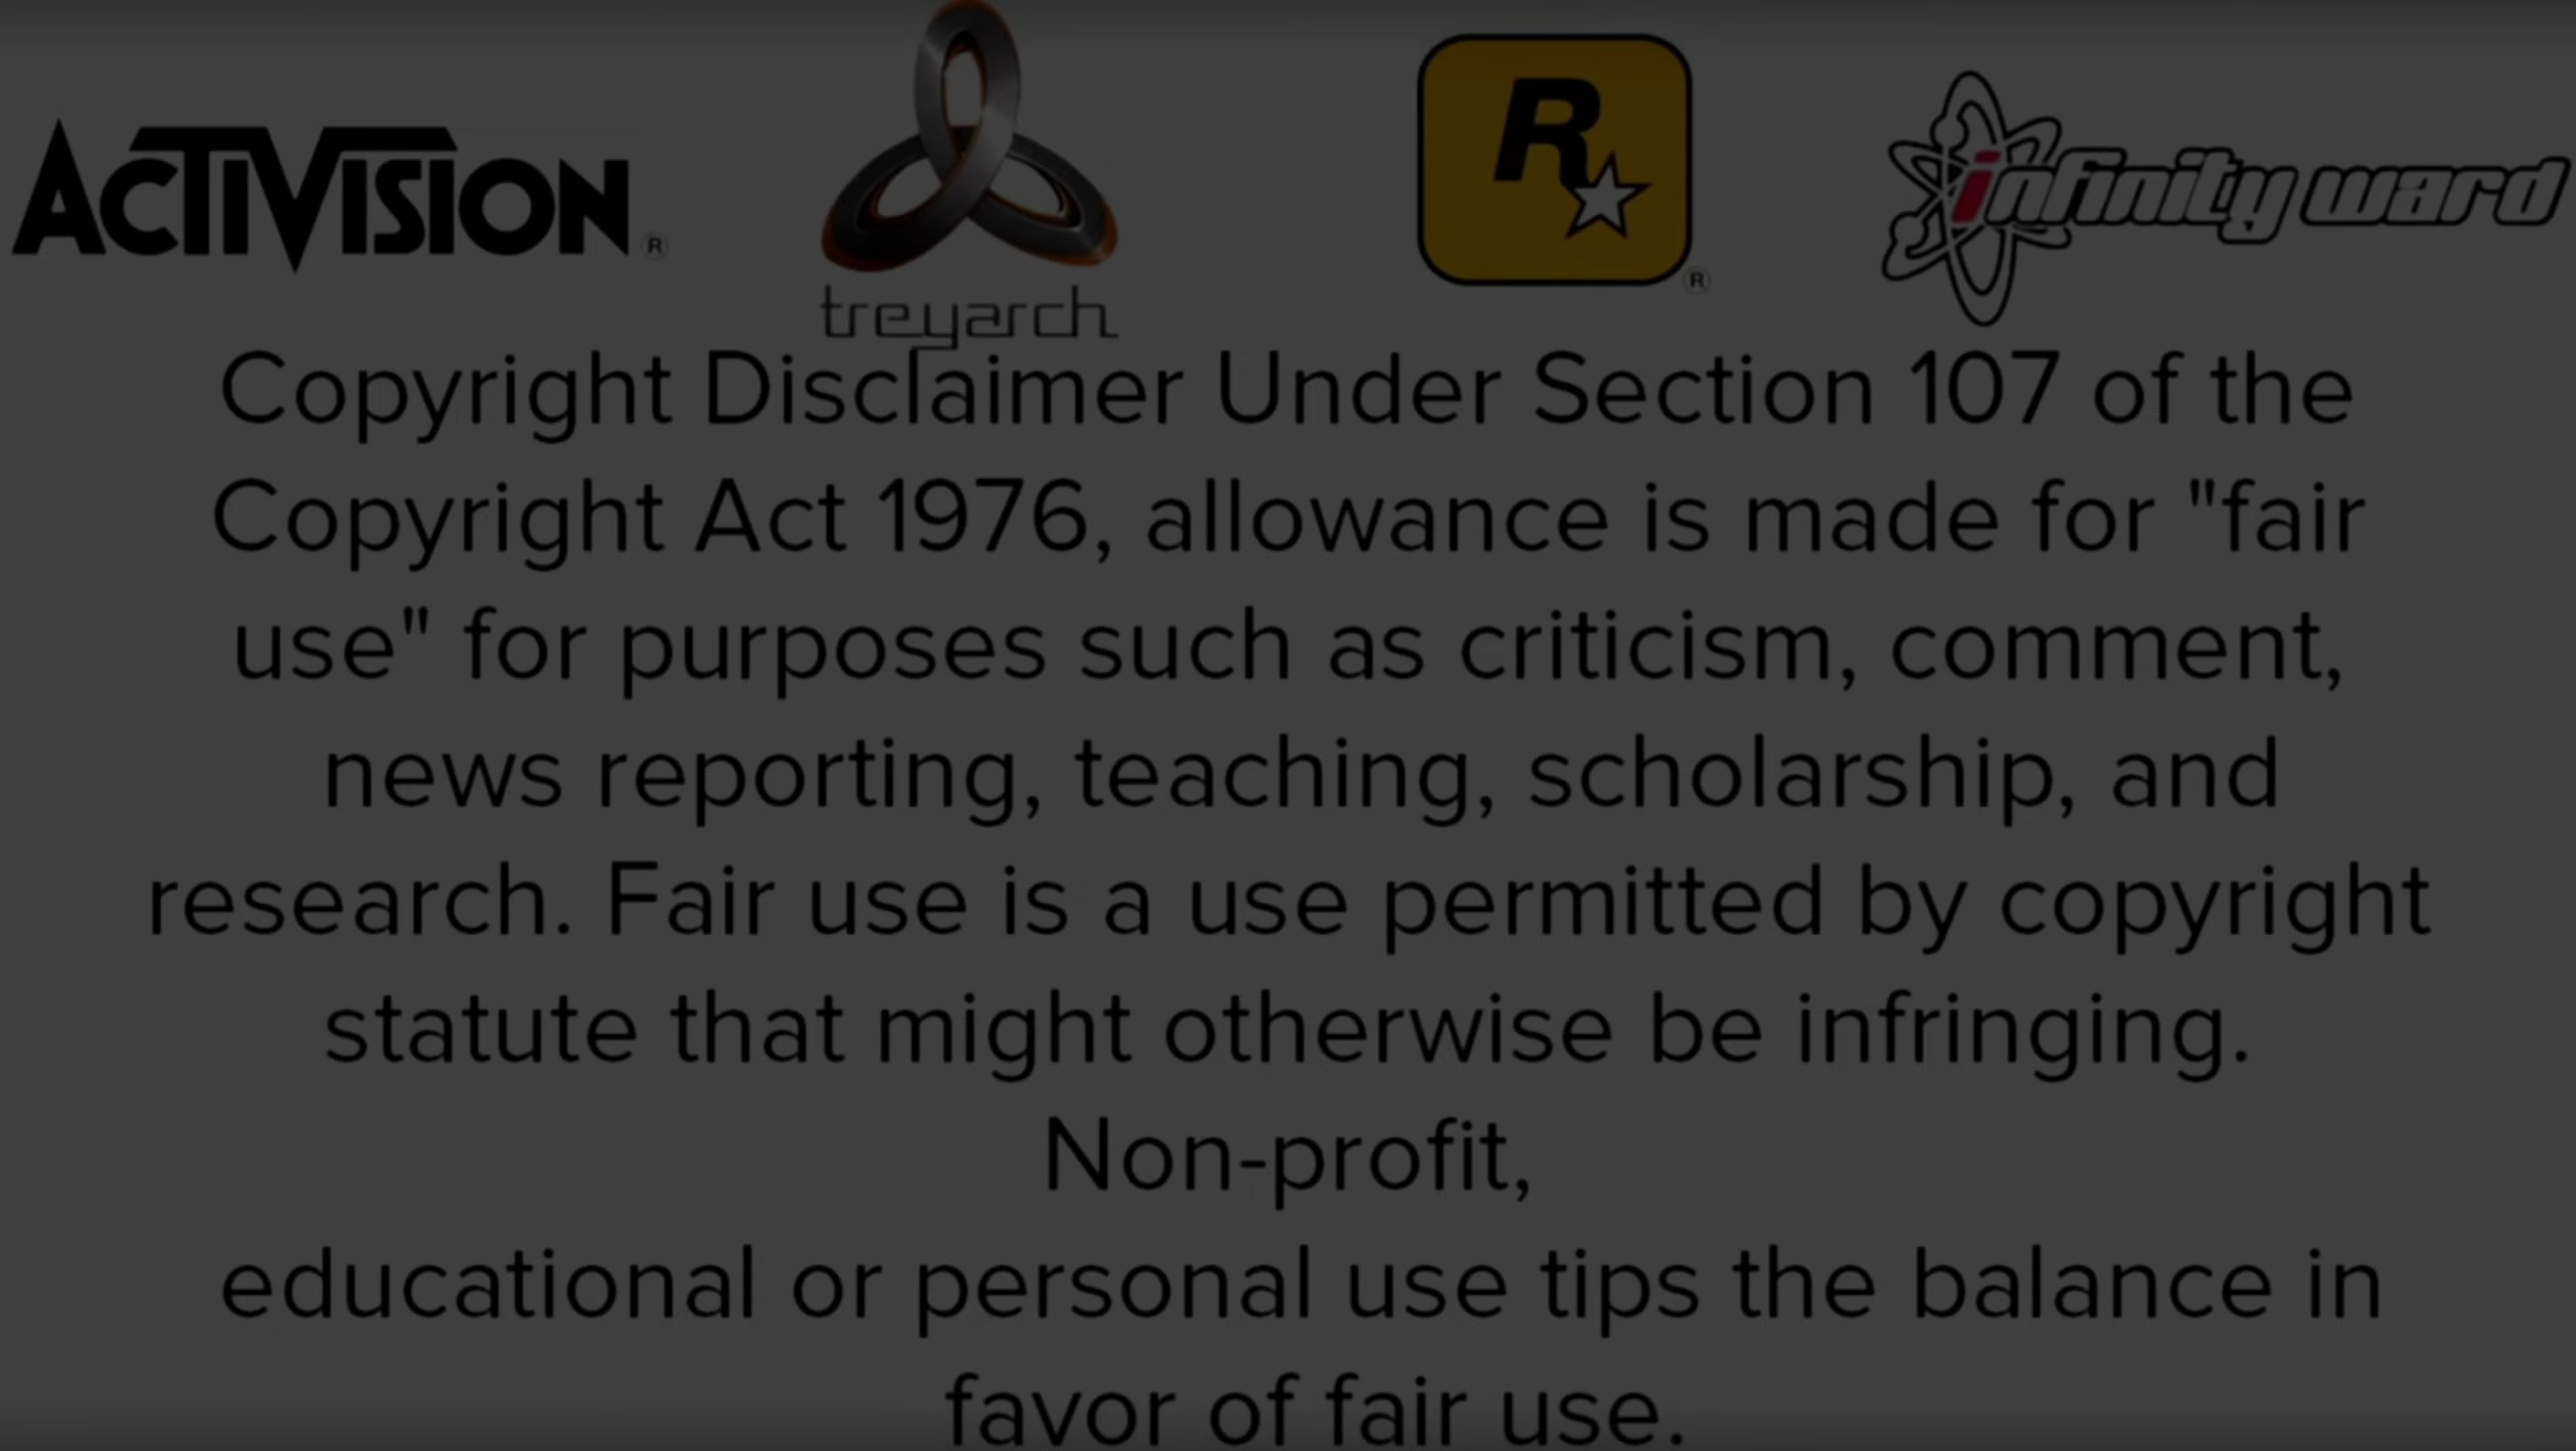 ACTIVISION ®
treyarch
R ®
infinity ward
Copyright Disclaimer Under Section 107 of the
Copyright Act 1976, allowance is made for "fair
use" for purposes such as criticism, comment,
news reporting, teaching, scholarship, and
research. Fair use is a use permitted by copyright
statute that might otherwise be infringing.
Non-profit,
educational or personal use tips the balance in
favor of fair use.